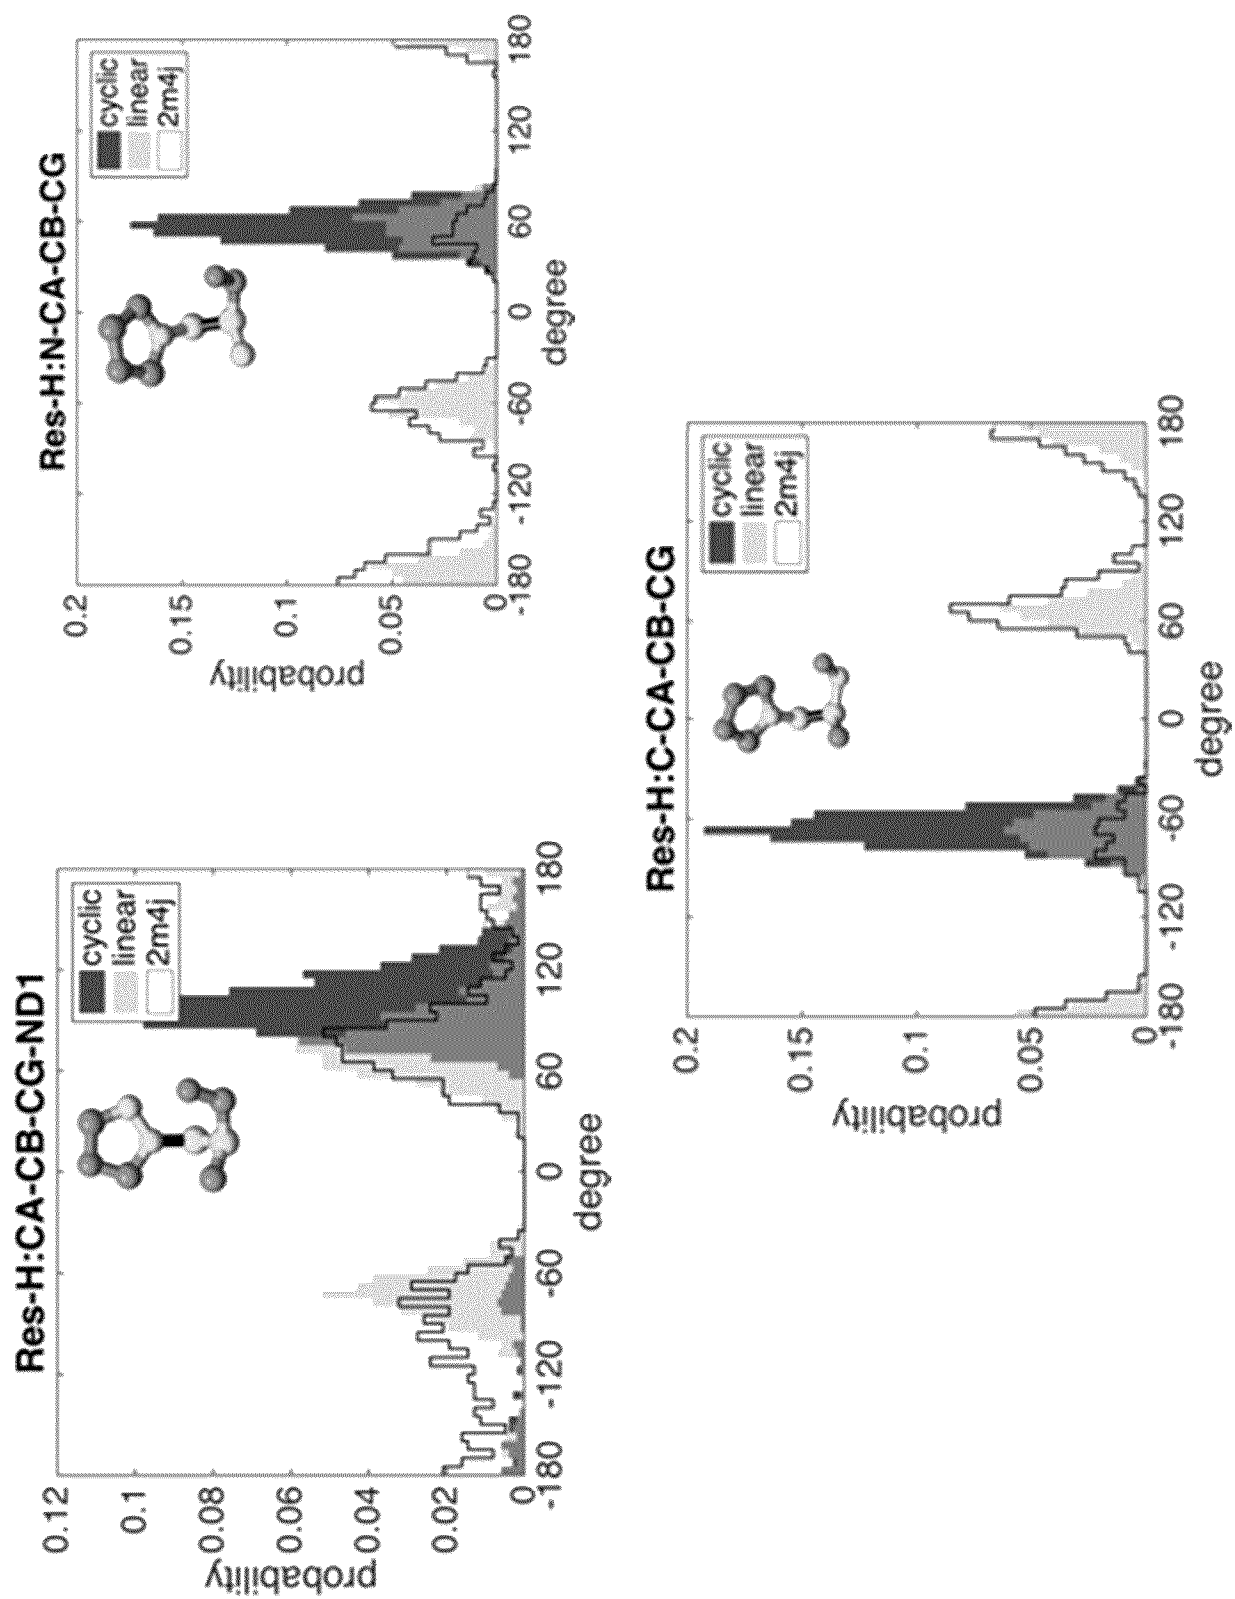 Res-H:CA-CB-CG-ND1
0.12
0.1
0.08
0.06
0.04
0.02
0
probability
-180 -120 -60 0 60 120 180
degree
cyclic
linear
2m4j
Res-H:N-CA-CB-CG
0.2
0.15
0.1
0.05
0
probability
-180 -120 -60 0 60 120 180
degree
cyclic
linear
2m4j
Res-H:C-CA-CB-CG
0.2
0.15
0.1
0.05
0
probability
-180 -120 -60 0 60 120 180
degree
cyclic
linear
2m4j